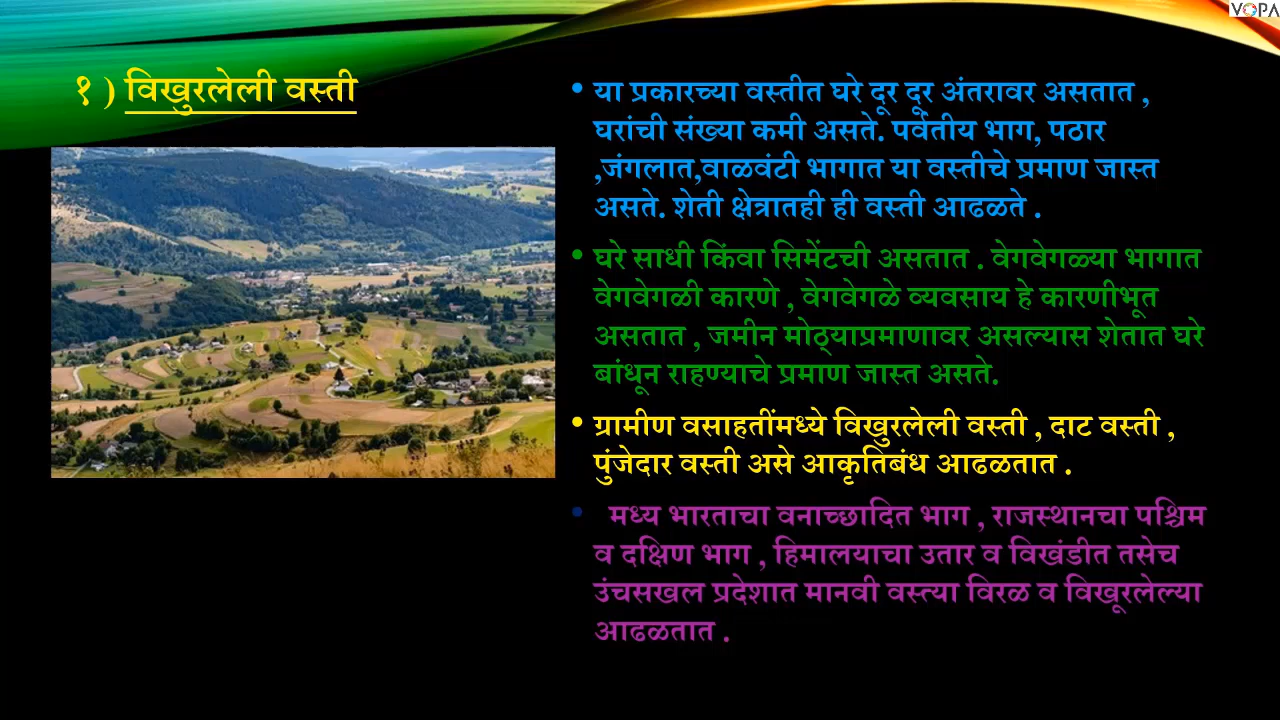 VOPA
१ ) विखुरलेली वस्ती
• या प्रकारच्या वस्तीत घरे दूर दूर अंतरावर असतात ,
घरांची संख्या कमी असते. पर्वतीय भाग, पठार
,जंगलात,वाळवंटी भागात या वस्तीचे प्रमाण जास्त
असते. शेती क्षेत्रातही ही वस्ती आढळते .
• घरे साधी किंवा सिमेंटची असतात . वेगवेगळ्या भागात
वेगवेगळी कारणे , वेगवेगळे व्यवसाय हे कारणीभूत
असतात , जमीन मोठ्याप्रमाणावर असल्यास शेतात घरे
बांधून राहण्याचे प्रमाण जास्त असते.
• ग्रामीण वसाहतींमध्ये विखुरलेली वस्ती , दाट वस्ती ,
पुंजेदार वस्ती असे आकृतिबंध आढळतात .
• मध्य भारताचा वनाच्छादित भाग , राजस्थानचा पश्चिम
व दक्षिण भाग , हिमालयाचा उतार व विखंडीत तसेच
उंचसखल प्रदेशात मानवी वस्त्या विरळ व विखूरलेल्या
आढळतात .